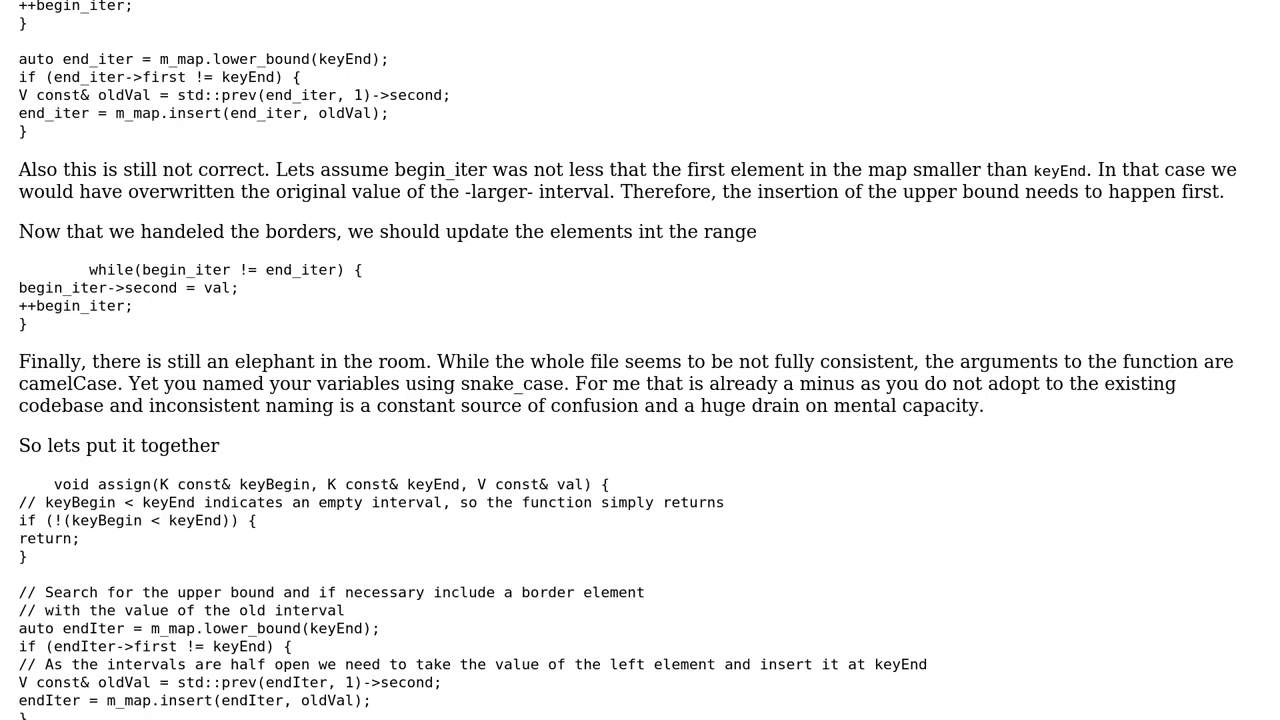 ++begin_iter;
}
auto end_iter = m_map.lower_bound(keyEnd);
if (end_iter->first != keyEnd) {
V const& oldVal = std::prev(end_iter, 1)->second;
end_iter = m_map.insert(end_iter, oldVal);
}
Also this is still not correct. Lets assume begin_iter was not less that the first element in the map smaller than keyEnd. In that case we
would have overwritten the original value of the -larger- interval. Therefore, the insertion of the upper bound needs to happen first.
Now that we handeled the borders, we should update the elements int the range
while(begin_iter != end_iter) {
begin_iter->second = val;
++begin_iter;
}
Finally, there is still an elephant in the room. While the whole file seems to be not fully consistent, the arguments to the function are
camelCase. Yet you named your variables using snake_case. For me that is already a minus as you do not adopt to the existing
codebase and inconsistent naming is a constant source of confusion and a huge drain on mental capacity.
So lets put it together
void assign(K const& keyBegin, K const& keyEnd, V const& val) {
// keyBegin < keyEnd indicates an empty interval, so the function simply returns
if (!(keyBegin < keyEnd)) {
return;
}
// Search for the upper bound and if necessary include a border element
// with the value of the old interval
auto endIter = m_map.lower_bound(keyEnd);
if (endIter->first != keyEnd) {
// As the intervals are half open we need to take the value of the left element and insert it at keyEnd
V const& oldVal = std::prev(endIter, 1)->second;
endIter = m_map.insert(endIter, oldVal);
}